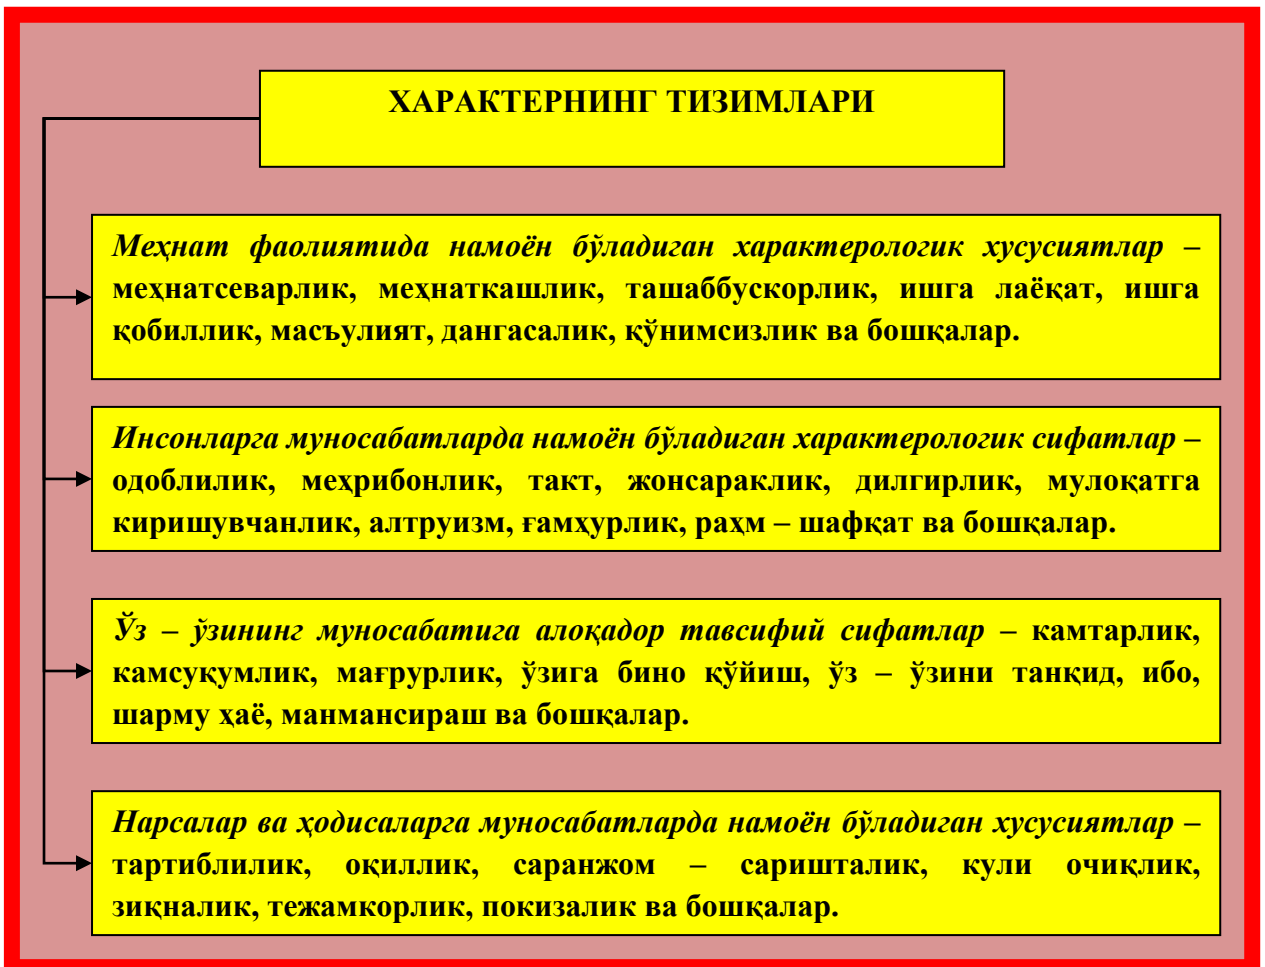 ХАРАКТЕРНИНГ ТИЗИМЛАРИ
Меҳнат фаолиятида намоён бўладиган характерологик хусусиятлар –
меҳнатсеварлик, меҳнаткашлик, ташаббускорлик, ишга лаёқат, ишга
қобиллик, масъулият, дангасалик, қўнимсизлик ва бошқалар.
Инсонларга муносабатларда намоён бўладиган характерологик сифатлар –
одоблилик, меҳрибонлик, такт, жонсараклик, дилгирлик, мулоқатга
киришувчанлик, алтруизм, ғамҳурлик, раҳм – шафқат ва бошқалар.
Ўз – ўзининг муносабатига алоқадор тавсифий сифатлар – камтарлик,
камсуқумлик, мағрурлик, ўзига бино қўйиш, ўз – ўзини танқид, ибо,
шарму ҳаё, манмансираш ва бошқалар.
Нарсалар ва ҳодисаларга муносабатларда намоён бўладиган хусусиятлар –
тартиблилик, оқиллик, саранжом – саришталик, кули очиқлик,
зиқналик, тежамкорлик, покизалик ва бошқалар.